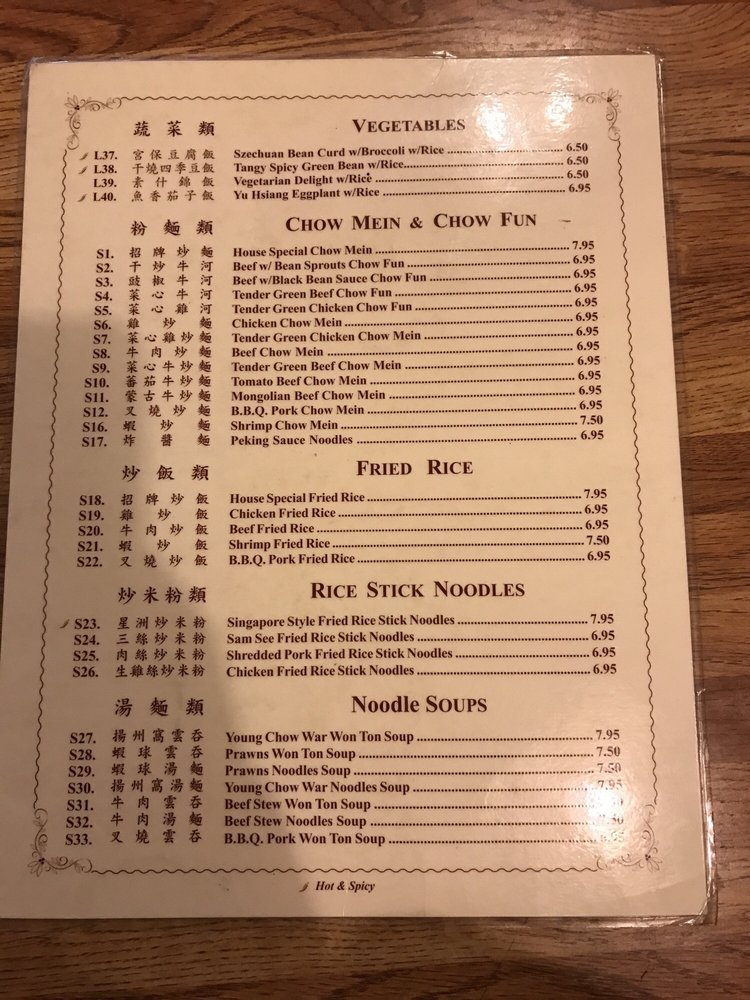 蔬菜類 VEGETABLES
L37. 宮保豆腐飯 Szechuan Bean Curd w/Broccoli w/Rice 6.50
L38. 干燒四季豆飯 Tangy Spicy Green Bean w/Rice 6.50
L39. 素什錦飯 Vegetarian Delight w/Rice 6.50
L40. 魚香茄子飯 Yu Hsiang Eggplant w/Rice 6.95
粉麵類 CHOW MEIN & CHOW FUN
S1. 招牌炒麵 House Special Chow Mein 7.95
S2. 干炒牛河 Beef w/ Bean Sprouts Chow Fun 6.95
S3. 豉椒牛河 Beef w/Black Bean Sauce Chow Fun 6.95
S4. 菜心牛河 Tender Green Beef Chow Fun 6.95
S5. 菜心雞河 Tender Green Chicken Chow Fun 6.95
S6. 雞炒麵 Chicken Chow Mein 6.95
S7. 菜心雞炒麵 Tender Green Chicken Chow Mein 6.95
S8. 牛肉炒麵 Beef Chow Mein 6.95
S9. 菜心牛炒麵 Tender Green Beef Chow Mein 6.95
S10. 蕃茄牛炒麵 Tomato Beef Chow Mein 6.95
S11. 蒙古牛炒麵 Mongolian Beef Chow Mein 6.95
S12. 叉燒炒麵 B.B.Q. Pork Chow Mein 6.95
S16. 蝦炒麵 Shrimp Chow Mein 7.50
S17. 炸醬麵 Peking Sauce Noodles 6.95
炒飯類 FRIED RICE
S18. 招牌炒飯 House Special Fried Rice 7.95
S19. 雞炒飯 Chicken Fried Rice 6.95
S20. 牛肉炒飯 Beef Fried Rice 6.95
S21. 蝦炒飯 Shrimp Fried Rice 7.50
S22. 叉燒炒飯 B.B.Q. Pork Fried Rice 6.95
炒米粉類 RICE STICK NOODLES
S23. 星洲炒米粉 Singapore Style Fried Rice Stick Noodles 7.95
S24. 三絲炒米粉 Sam See Fried Rice Stick Noodles 6.95
S25. 肉絲炒米粉 Shredded Pork Fried Rice Stick Noodles 6.95
S26. 生雞絲炒米粉 Chicken Fried Rice Stick Noodles 6.95
湯麵類 Noodle SOUPS
S27. 揚州窩雲吞 Young Chow War Won Ton Soup 7.95
S28. 蝦球雲吞 Prawns Won Ton Soup 7.50
S29. 蝦球湯麵 Prawns Noodles Soup 7.50
S30. 揚州窩湯麵 Young Chow War Noodles Soup 7.95
S31. 牛肉雲吞 Beef Stew Won Ton Soup
S32. 牛肉湯麵 Beef Stew Noodles Soup
S33. 叉燒雲吞 B.B.Q. Pork Won Ton Soup 6.95
Hot & Spicy